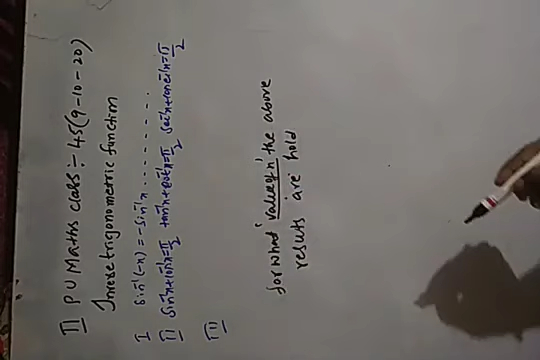 II PU Maths class:- 45(9-10-20)
Inverse trigonometric function
I sin⁻¹(-x) = -sin⁻¹x .........
II sin⁻¹x+cos⁻¹x=π/2 tan⁻¹x+cot⁻¹x=π/2 sec⁻¹x+cosec⁻¹x=π/2
III
for what 'value of x' the above
results are hold